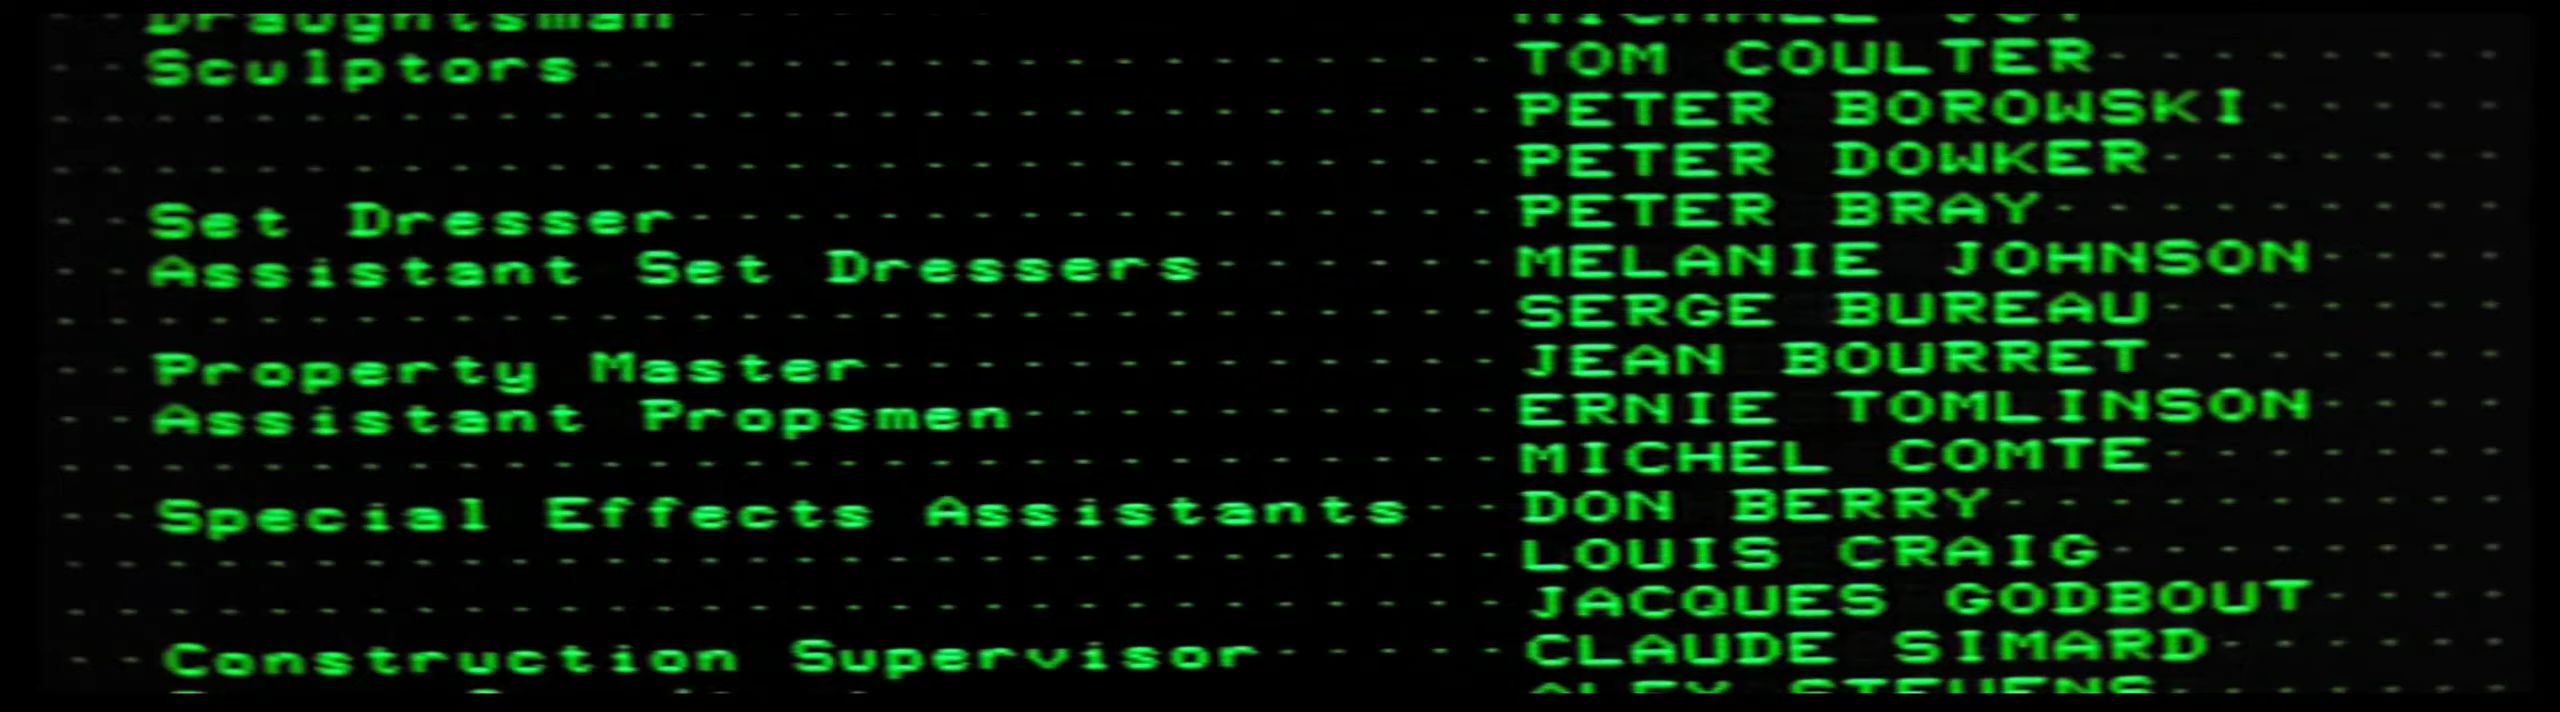 Draughtsman
Sculptors TOM COULTER
PETER BOROWSKI
PETER DOWKER
Set Dresser PETER BRAY
Assistant Set Dressers MELANIE JOHNSON
SERGE BUREAU
Property Master JEAN BOURRET
Assistant Propsmen ERNIE TOMLINSON
MICHEL COMTE
Special Effects Assistants DON BERRY
LOUIS CRAIG
JACQUES GODBOUT
Construction Supervisor CLAUDE SIMARD
STEVENS